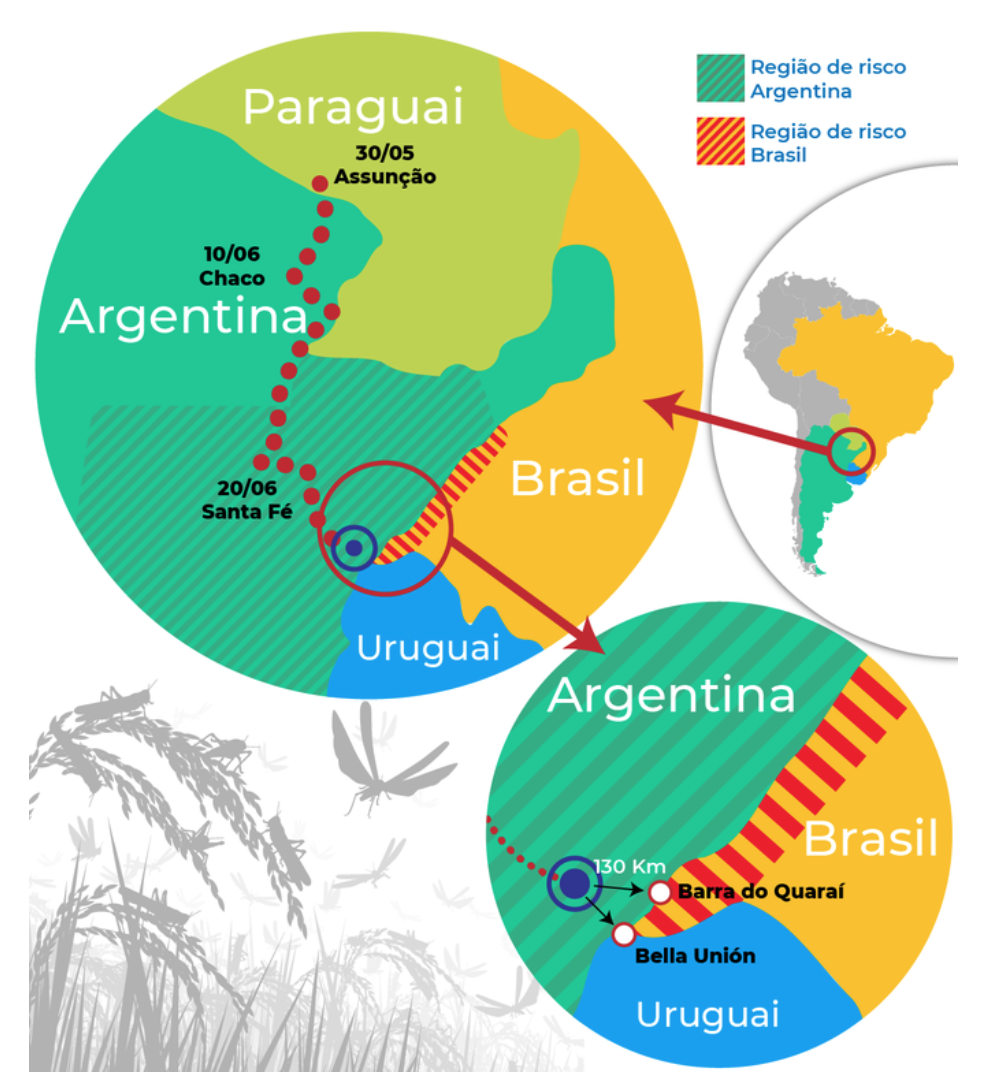 Paraguai
30/05
Assunção
10/06
Chaco
Argentina
20/06
Santa Fé
Brasil
Uruguai
Região de risco
Argentina
Região de risco
Brasil
Argentina
Brasil
130 Km
Barra do Quaraí
Bella Unión
Uruguai